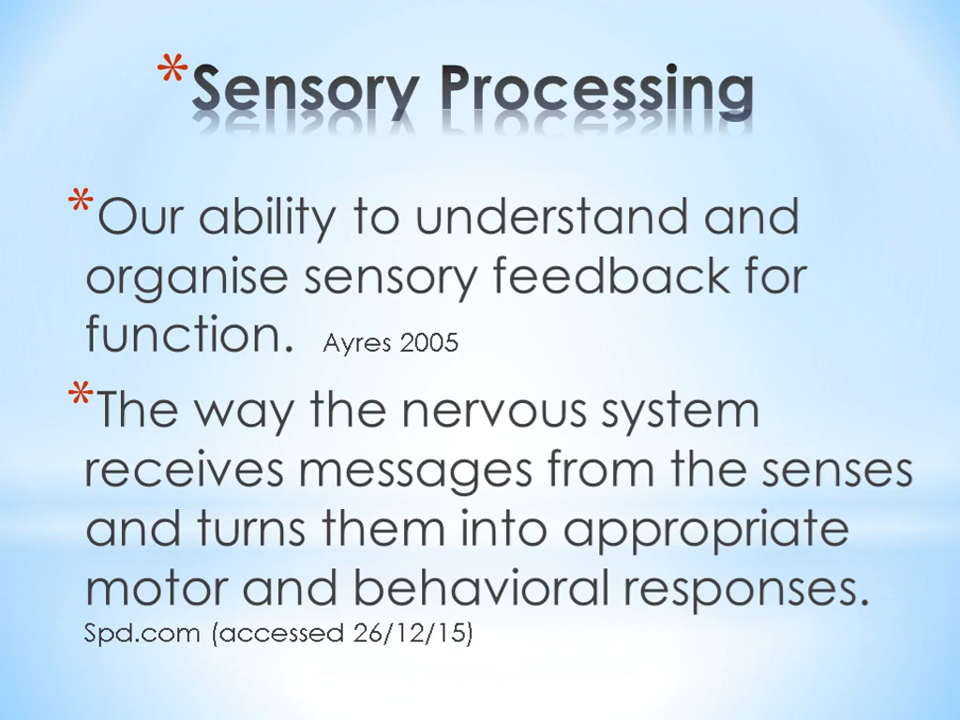 *Sensory Processing
*Our ability to understand and
organise sensory feedback for
function. Ayres 2005
*The way the nervous system
receives messages from the senses
and turns them into appropriate
motor and behavioral responses.
Spd.com (accessed 26/12/15)